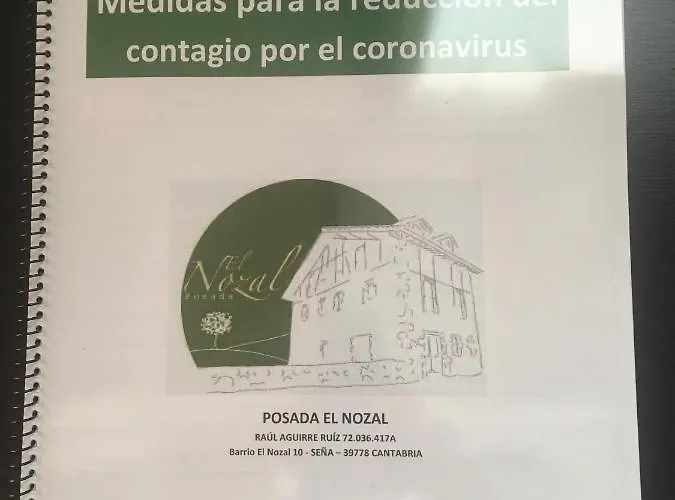 Medidas para la reducción del
contagio por el coronavirus
El
Nozal
Posada
POSADA EL NOZAL
RAÚL AGUIRRE RUÍZ 72.036.417A
Barrio El Nozal 10 - SEÑA – 39778 CANTABRIA